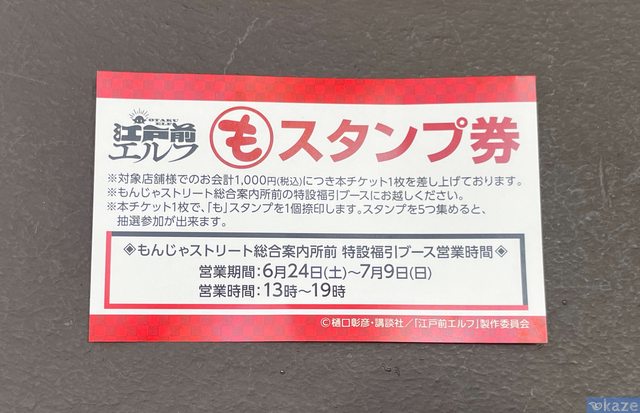 OTAKU ELF
江戸前
エルフ
も スタンプ券
※対象店舗様でのお会計1,000円(税込)につき本チケット1枚を差し上げております。
※もんじゃストリート総合案内所前の特設福引ブースにお越しください。
※本チケット1枚で、「も」スタンプを1個捺印します。スタンプを5つ集めると、
抽選参加が出来ます。
◈もんじゃストリート総合案内所前 特設福引ブース営業時間◈
営業期間:6月24日(土)〜7月9日(日)
営業時間:13時〜19時
©樋口彰彦・講談社／「江戸前エルフ」製作委員会
okaze